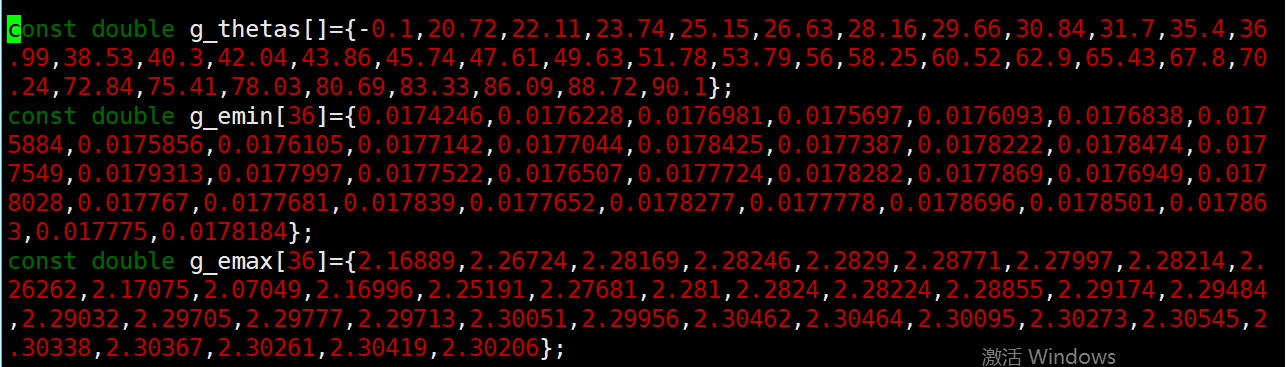 const double g_thetas[]={-0.1,20.72,22.11,23.74,25.15,26.63,28.16,29.66,30.84,31.7,35.4,36
.99,38.53,40.3,42.04,43.86,45.74,47.61,49.63,51.78,53.79,56,58.25,60.52,62.9,65.43,67.8,70
.24,72.84,75.41,78.03,80.69,83.33,86.09,88.72,90.1};
const double g_emin[36]={0.0174246,0.0176228,0.0176981,0.0175697,0.0176093,0.0176838,0.017
5884,0.0175856,0.0176105,0.0177142,0.0177044,0.0178425,0.0177387,0.0178222,0.0178474,0.017
7549,0.0179313,0.0177997,0.0177522,0.0176507,0.0177724,0.0178282,0.0177869,0.0176949,0.017
8028,0.017767,0.0177681,0.017839,0.0177652,0.0178277,0.0177778,0.0178696,0.0178501,0.01786
3,0.017775,0.0178184};
const double g_emax[36]={2.16889,2.26724,2.28169,2.28246,2.2829,2.28771,2.27997,2.28214,2.
26262,2.17075,2.07049,2.16996,2.25191,2.27681,2.281,2.2824,2.28224,2.28855,2.29174,2.29484
,2.29032,2.29705,2.29777,2.29713,2.30051,2.29956,2.30462,2.30464,2.30095,2.30273,2.30545,2
.30338,2.30367,2.30261,2.30419,2.30206};
激活 Windows